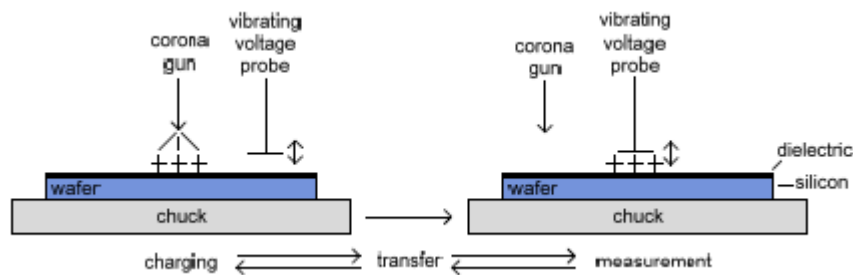 corona
gun
vibrating
voltage
probe
wafer
chuck
corona
gun
vibrating
voltage
probe
dielectric
silicon
wafer
chuck
charging
transfer
measurement